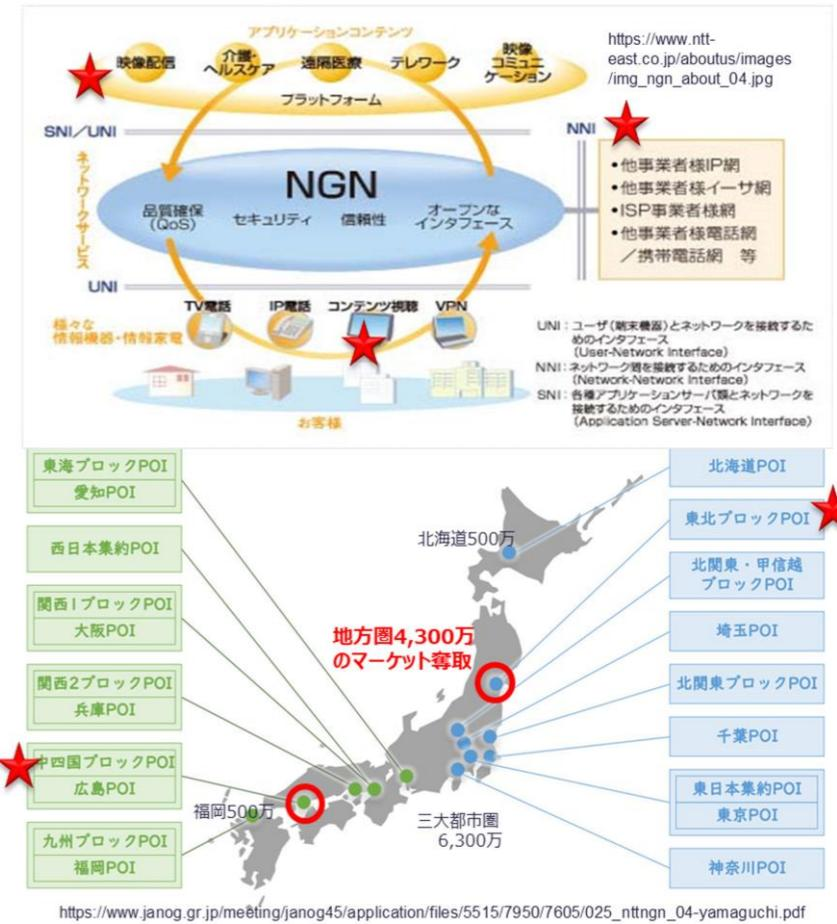 アプリケーションコンテンツ
https://www.ntt-
east.co.jp/aboutus/images
/img_ngn_about_04.jpg
映像配信
介護・
ヘルスケア
遠隔医療
テレワーク
映像
コミュニ
ケーション
プラットフォーム
SNI/UNI
NNI
ネットワークサービス
NGN
品質確保
(QoS)
セキュリティ
信頼性
オープンな
インタフェース
•他事業者様IP網
•他事業者様イーサ網
•ISP事業者様網
•他事業者様電話網
/携帯電話網 等
UNI
TV電話
IP電話
コンテンツ視聴
VPN
様々な
情報機器・情報家電
お客様
UNI:ユーザ(端末機器)とネットワークを接続するた
めのインタフェース
(User-Network Interface)
NNI:ネットワーク間を接続するためのインタフェース
(Network-Network Interface)
SNI:各種アプリケーションサーバ類とネットワークを
接続するためのインタフェース
(Application Server-Network Interface)
東海ブロックPOI
愛知POI
西日本集約POI
関西1ブロックPOI
大阪POI
関西2ブロックPOI
兵庫POI
中四国ブロックPOI
広島POI
九州ブロックPOI
福岡POI
北海道500万
地方圏4,300万
のマーケット奪取
福岡500万
三大都市圏
6,300万
北海道POI
東北ブロックPOI
北関東・甲信越
ブロックPOI
埼玉POI
北関東ブロックPOI
千葉POI
東日本集約POI
東京POI
神奈川POI
https://www.janog.gr.jp/meeting/janog45/application/files/5515/7950/7605/025_nttngn_04-yamaguchi.pdf